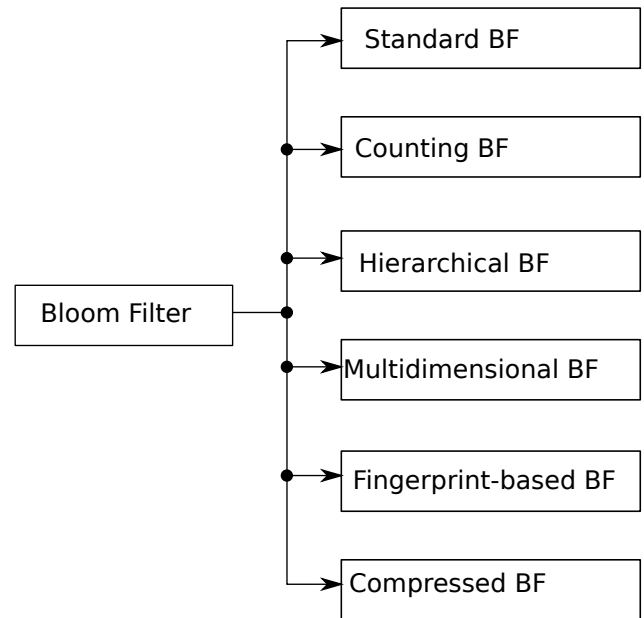 Standard BF
Counting BF
Hierarchical BF
Bloom Filter
Multidimensional BF
Fingerprint-based BF
Compressed BF